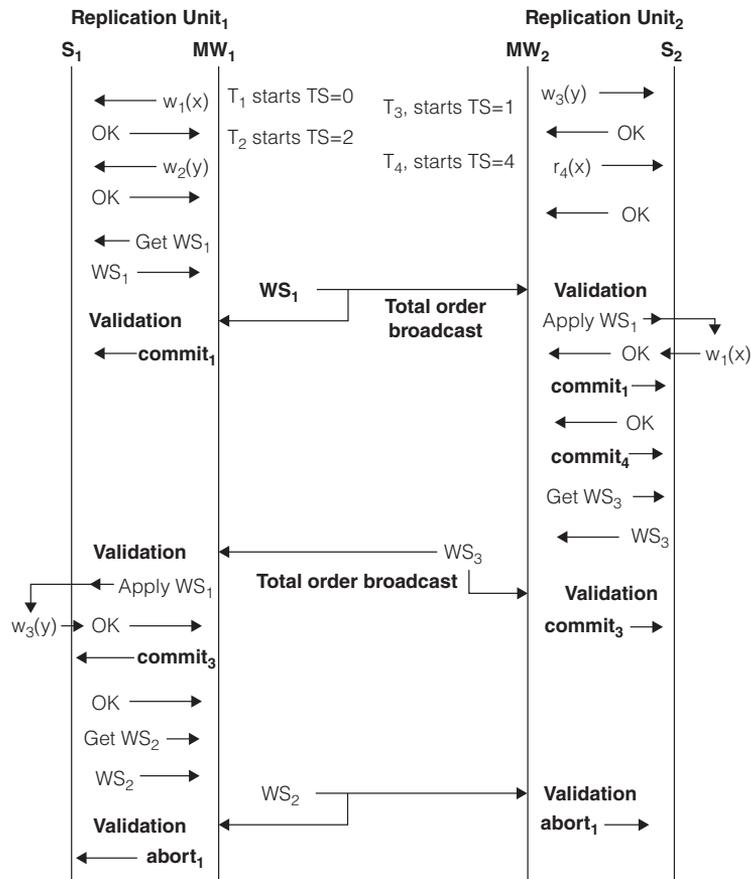 Replication Unit₁
Replication Unit₂
S₁
MW₁
MW₂
S₂
w₁(x)
T₁ starts TS=0
T₃, starts TS=1
w₃(y)
OK
T₂ starts TS=2
OK
w₂(y)
T₄, starts TS=4
r₄(x)
OK
OK
Get WS₁
WS₁
WS₁
Total order
broadcast
Validation
Validation
Apply WS₁
commit₁
OK
w₁(x)
commit₁
OK
commit₄
Get WS₃
WS₃
Validation
WS₃
Apply WS₁
Total order broadcast
Validation
w₃(y)
OK
commit₃
commit₃
OK
Get WS₂
WS₂
WS₂
Validation
Validation
abort₁
abort₁